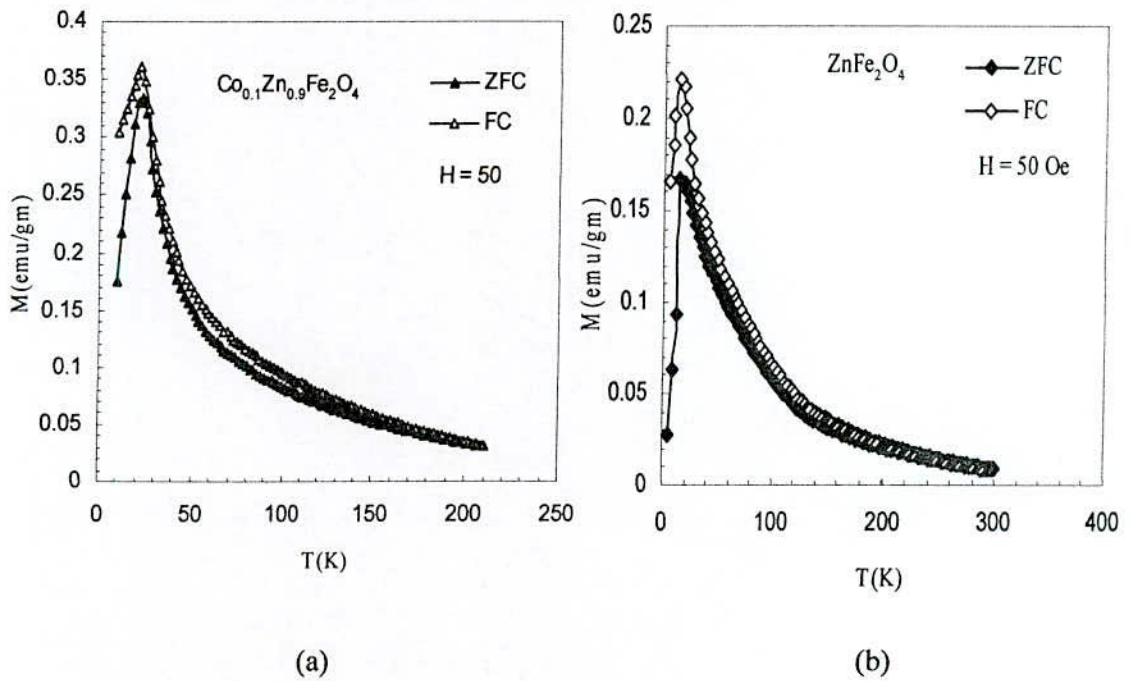 0.4
0.35
0.3
0.25
0.2
0.15
0.1
0.05
0
M(emu/gm)
Co0.1Zn0.9Fe2O4
ZFC
FC
H = 50
0 50 100 150 200 250
T(K)
(a)
0.25
0.2
0.15
0.1
0.05
0
M(emu/gm)
ZnFe2O4
ZFC
FC
H = 50 Oe
0 100 200 300 400
T(K)
(b)